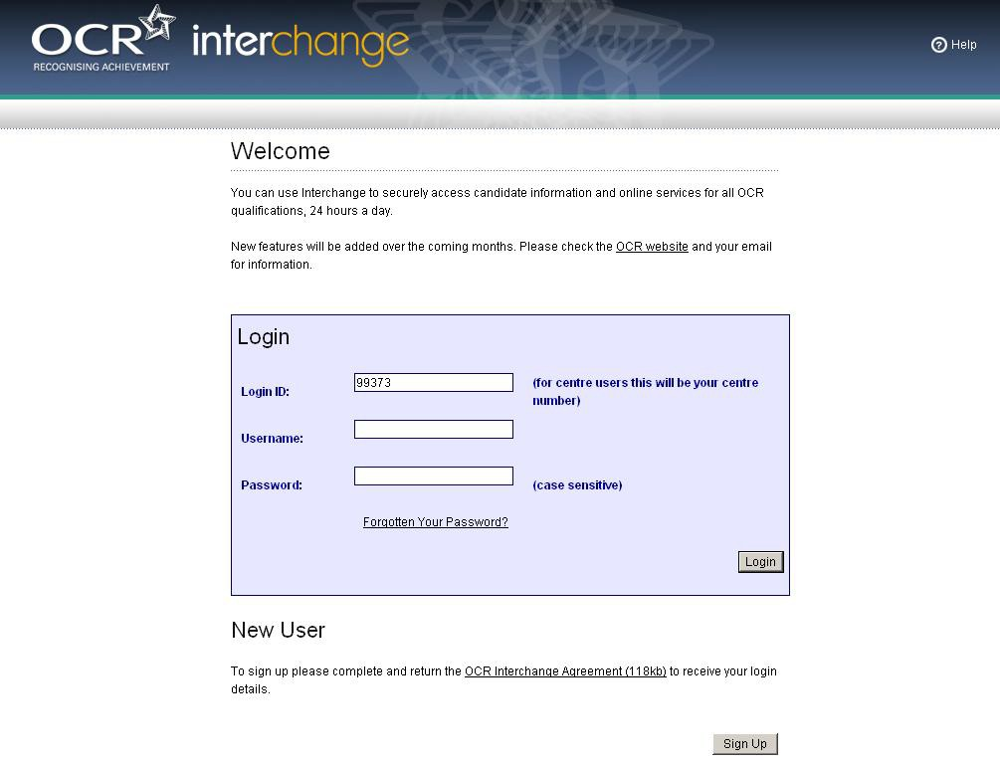 OCR interchange
RECOGNISING ACHIEVEMENT
Help
Welcome
You can use Interchange to securely access candidate information and online services for all OCR
qualifications, 24 hours a day.
New features will be added over the coming months. Please check the OCR website and your email
for information.
Login
Login ID: 99373 (for centre users this will be your centre
number)
Username:
Password: (case sensitive)
Forgotten Your Password?
Login
New User
To sign up please complete and return the OCR Interchange Agreement (118kb) to receive your login
details.
Sign Up